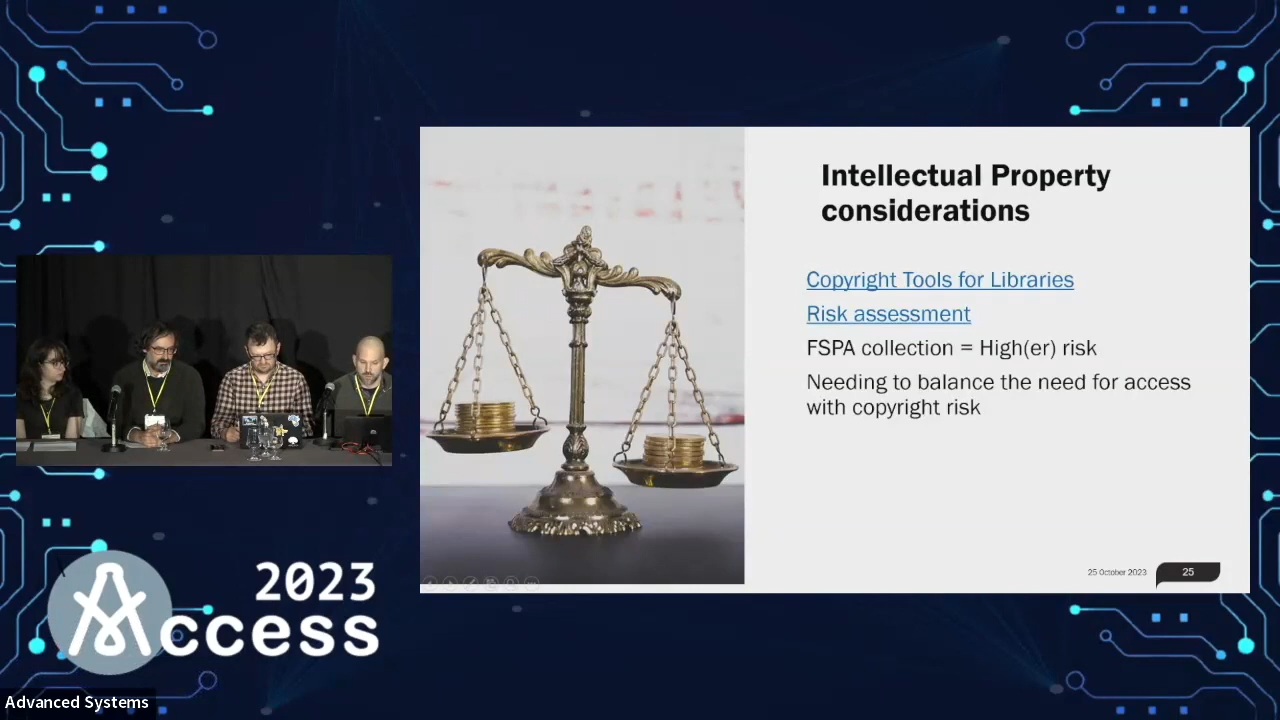 Intellectual Property
considerations
Copyright Tools for Libraries
Risk assessment
FSPA collection = High(er) risk
Needing to balance the need for access
with copyright risk
25 October 2023
25
2023
Access
Advanced Systems